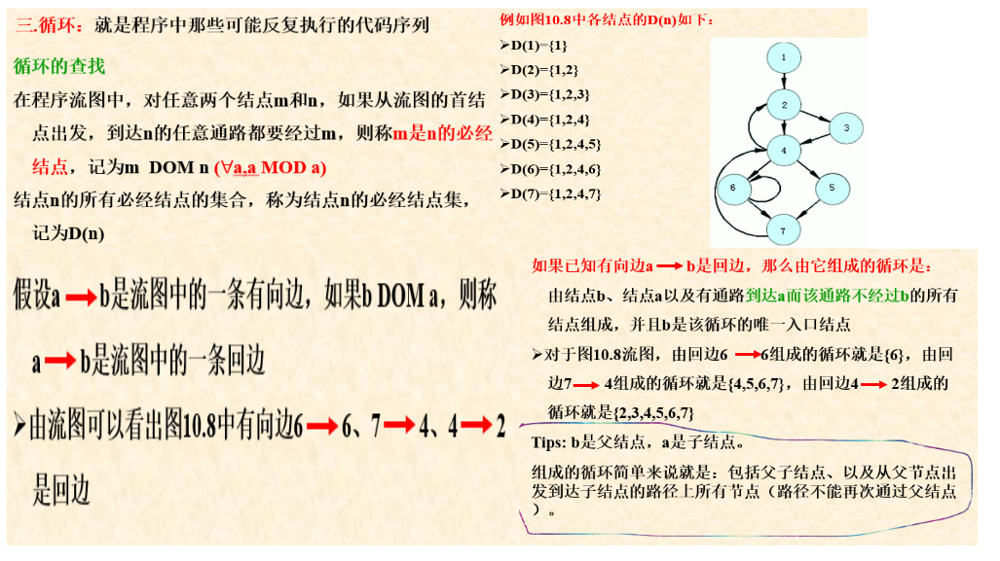 三.循环：就是程序中那些可能反复执行的代码序列
循环的查找
在程序流图中，对任意两个结点m和n，如果从流图的首结
点出发，到达n的任意通路都要经过m，则称m是n的必经
结点，记为m DOM n (∀a,a MOD a)
结点n的所有必经结点的集合，称为结点n的必经结点集，
记为D(n)
例如图10.8中各结点的D(n)如下：
➢D(1)={1}
➢D(2)={1,2}
➢D(3)={1,2,3}
➢D(4)={1,2,4}
➢D(5)={1,2,4,5}
➢D(6)={1,2,4,6}
➢D(7)={1,2,4,7}
1
2
3
4
6
5
7
假设a → b是流图中的一条有向边，如果b DOM a，则称
a → b是流图中的一条回边
➢由流图可以看出图10.8中有向边6 → 6、7 → 4、4 → 2
是回边
如果已知有向边a → b是回边，那么由它组成的循环是：
由结点b、结点a以及有通路到达a而该通路不经过b的所有
结点组成，并且b是该循环的唯一入口结点
➢对于图10.8流图，由回边6 → 6组成的循环就是{6}，由回
边7 → 4组成的循环就是{4,5,6,7}，由回边4 → 2组成的
循环就是{2,3,4,5,6,7}
Tips: b是父结点，a是子结点。
组成的循环简单来说就是：包括父子结点、以及从父节点出
发到达子结点的路径上所有节点（路径不能再次通过父结点
）。